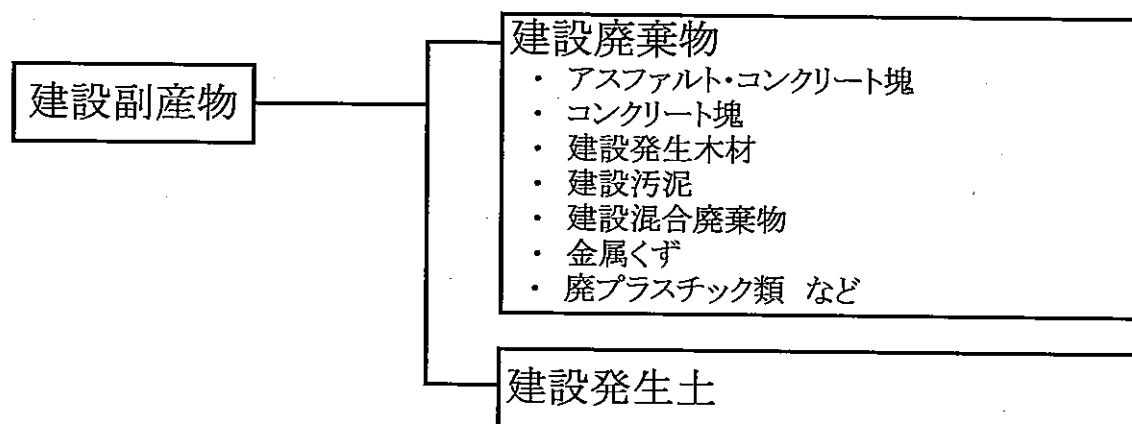 建設副産物
建設廃棄物
・ アスファルト・コンクリート塊
・ コンクリート塊
・ 建設発生木材
・ 建設汚泥
・ 建設混合廃棄物
・ 金属くず
・ 廃プラスチック類 など
建設発生土